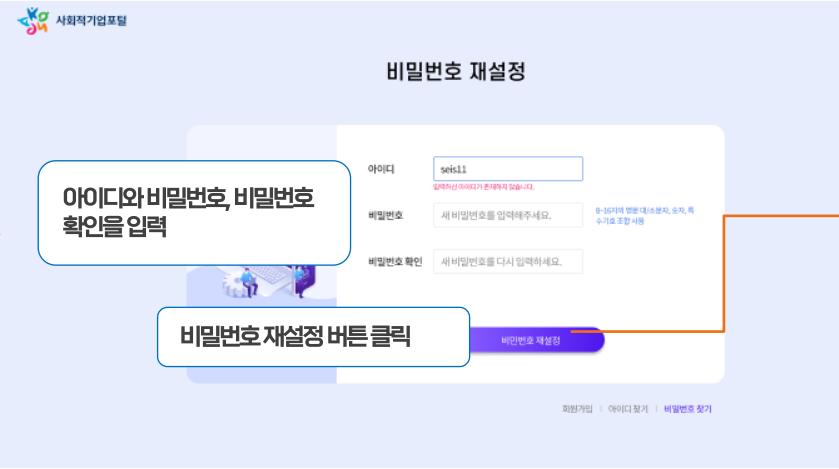 사회적기업포털
비밀번호 재설정
아이디
seis11
입력하신 아이디가 존재하지 않습니다.
아이디와 비밀번호, 비밀번호
확인을 입력
비밀번호
새 비밀번호를 입력해주세요.
8~16자의 영문 대/소문자, 숫자, 특
수기호 조합 사용
비밀번호 확인
새 비밀번호를 다시 입력하세요.
비밀번호 재설정 버튼 클릭
비민번호 재설정
회원가입 | 아이디 찾기 | 비밀번호 찾기